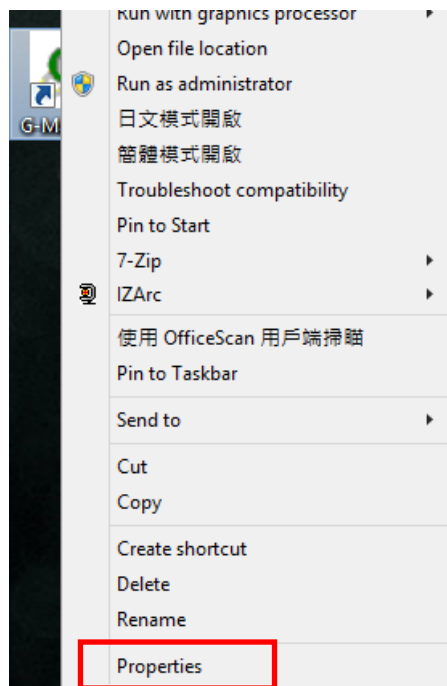 Run with graphics processor
Open file location
Run as administrator
日文模式開啟
簡體模式開啟
Troubleshoot compatibility
Pin to Start
7-Zip
IZArc
使用 OfficeScan 用戶端掃瞄
Pin to Taskbar
Send to
Cut
Copy
Create shortcut
Delete
Rename
Properties
G-M